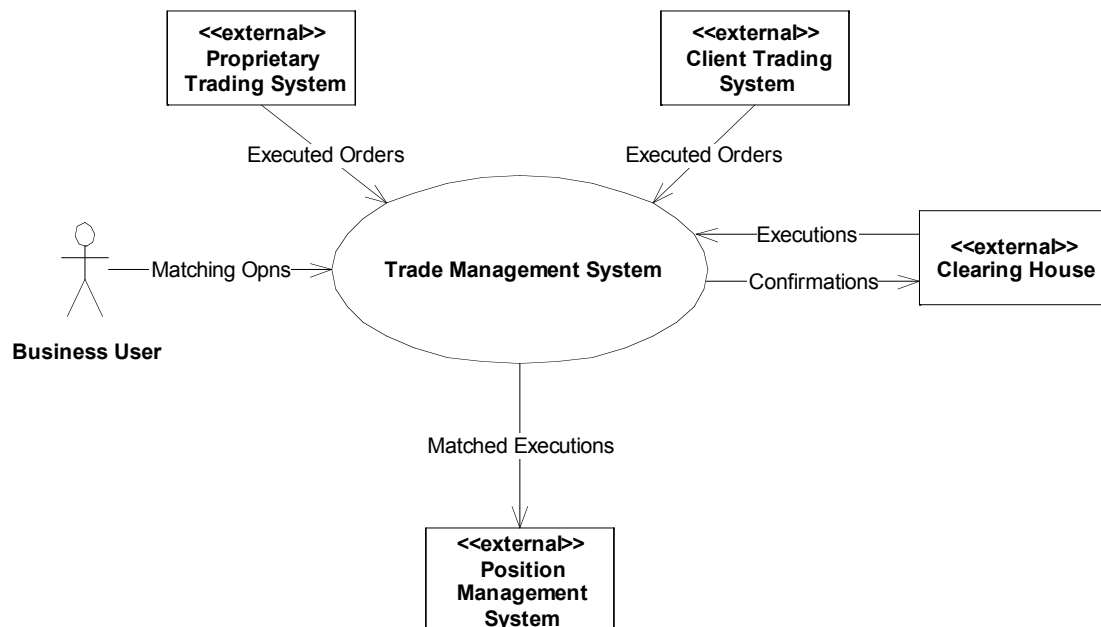 <<external>>
Proprietary
Trading System
<<external>>
Client Trading
System
Executed Orders
Executed Orders
Executions
<<external>>
Clearing House
Matching Opns
Trade Management System
Confirmations
Business User
Matched Executions
<<external>>
Position
Management
System